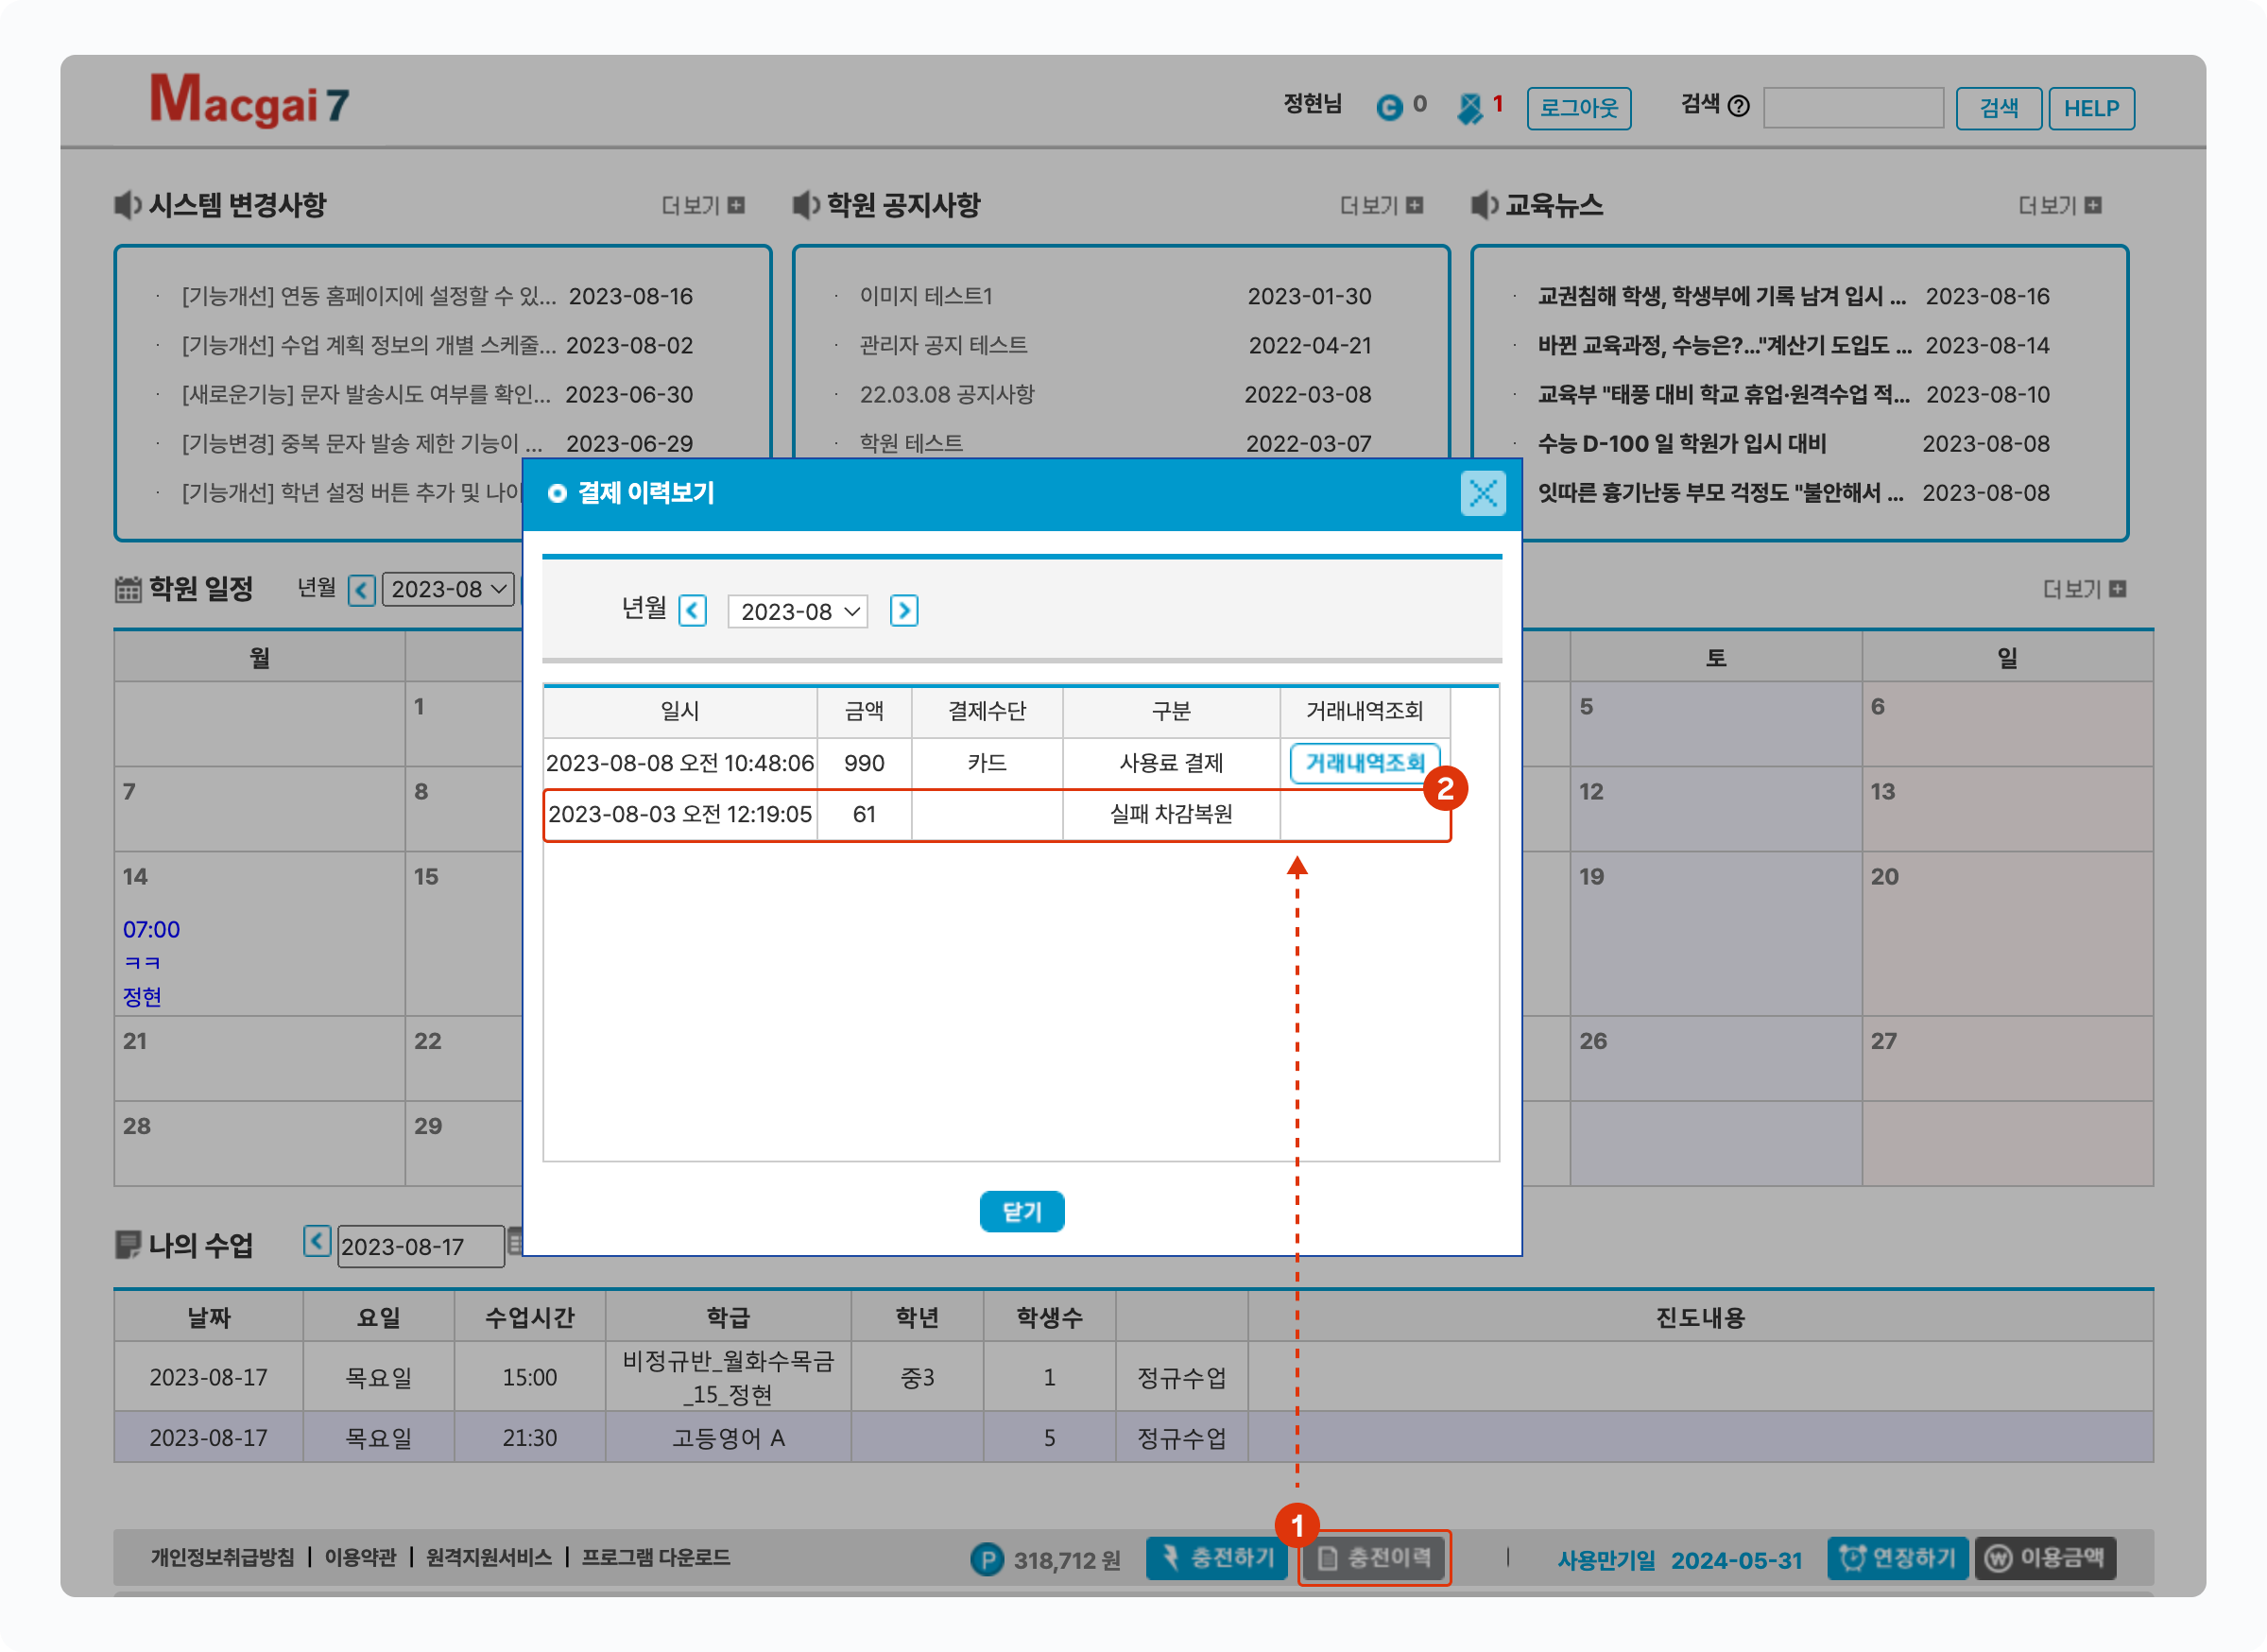 Macgai 7
정현님 0 1 로그아웃 검색 ? 검색 HELP
시스템 변경사항 더보기
[기능개선] 연동 홈페이지에 설정할 수 있... 2023-08-16
[기능개선] 수업 계획 정보의 개별 스케줄... 2023-08-02
[새로운기능] 문자 발송시도 여부를 확인... 2023-06-30
[기능변경] 중복 문자 발송 제한 기능이 ... 2023-06-29
[기능개선] 학년 설정 버튼 추가 및 나이
학원 공지사항 더보기
이미지 테스트1 2023-01-30
관리자 공지 테스트 2022-04-21
22.03.08 공지사항 2022-03-08
학원 테스트 2022-03-07
교육뉴스 더보기
교권침해 학생, 학생부에 기록 남겨 입시 ... 2023-08-16
바뀐 교육과정, 수능은?..."계산기 도입도 ... 2023-08-14
교육부 "태풍 대비 학교 휴업·원격수업 적... 2023-08-10
수능 D-100 일 학원가 입시 대비 2023-08-08
잇따른 흉기난동 부모 걱정도 "불안해서 ... 2023-08-08
결제 이력보기
년월 2023-08
일시 금액 결제수단 구분 거래내역조회
2023-08-08 오전 10:48:06 990 카드 사용료 결제 거래내역조회
2
2023-08-03 오전 12:19:05 61 실패 차감복원
닫기
학원 일정 년월 2023-08 더보기
월 토 일
1 5 6
7 8 12 13
14 15 19 20
07:00
ㅋㅋ
정현
21 22 26 27
28 29
나의 수업 2023-08-17
날짜 요일 수업시간 학급 학년 학생수 진도내용
2023-08-17 목요일 15:00 비정규반_월화수목금 중3 1 정규수업
_15_정현
2023-08-17 목요일 21:30 고등영어 A 5 정규수업
1
개인정보취급방침 | 이용약관 | 원격지원서비스 | 프로그램 다운로드 P 318,712 원 충전하기 충전이력 | 사용만기일 2024-05-31 연장하기 이용금액